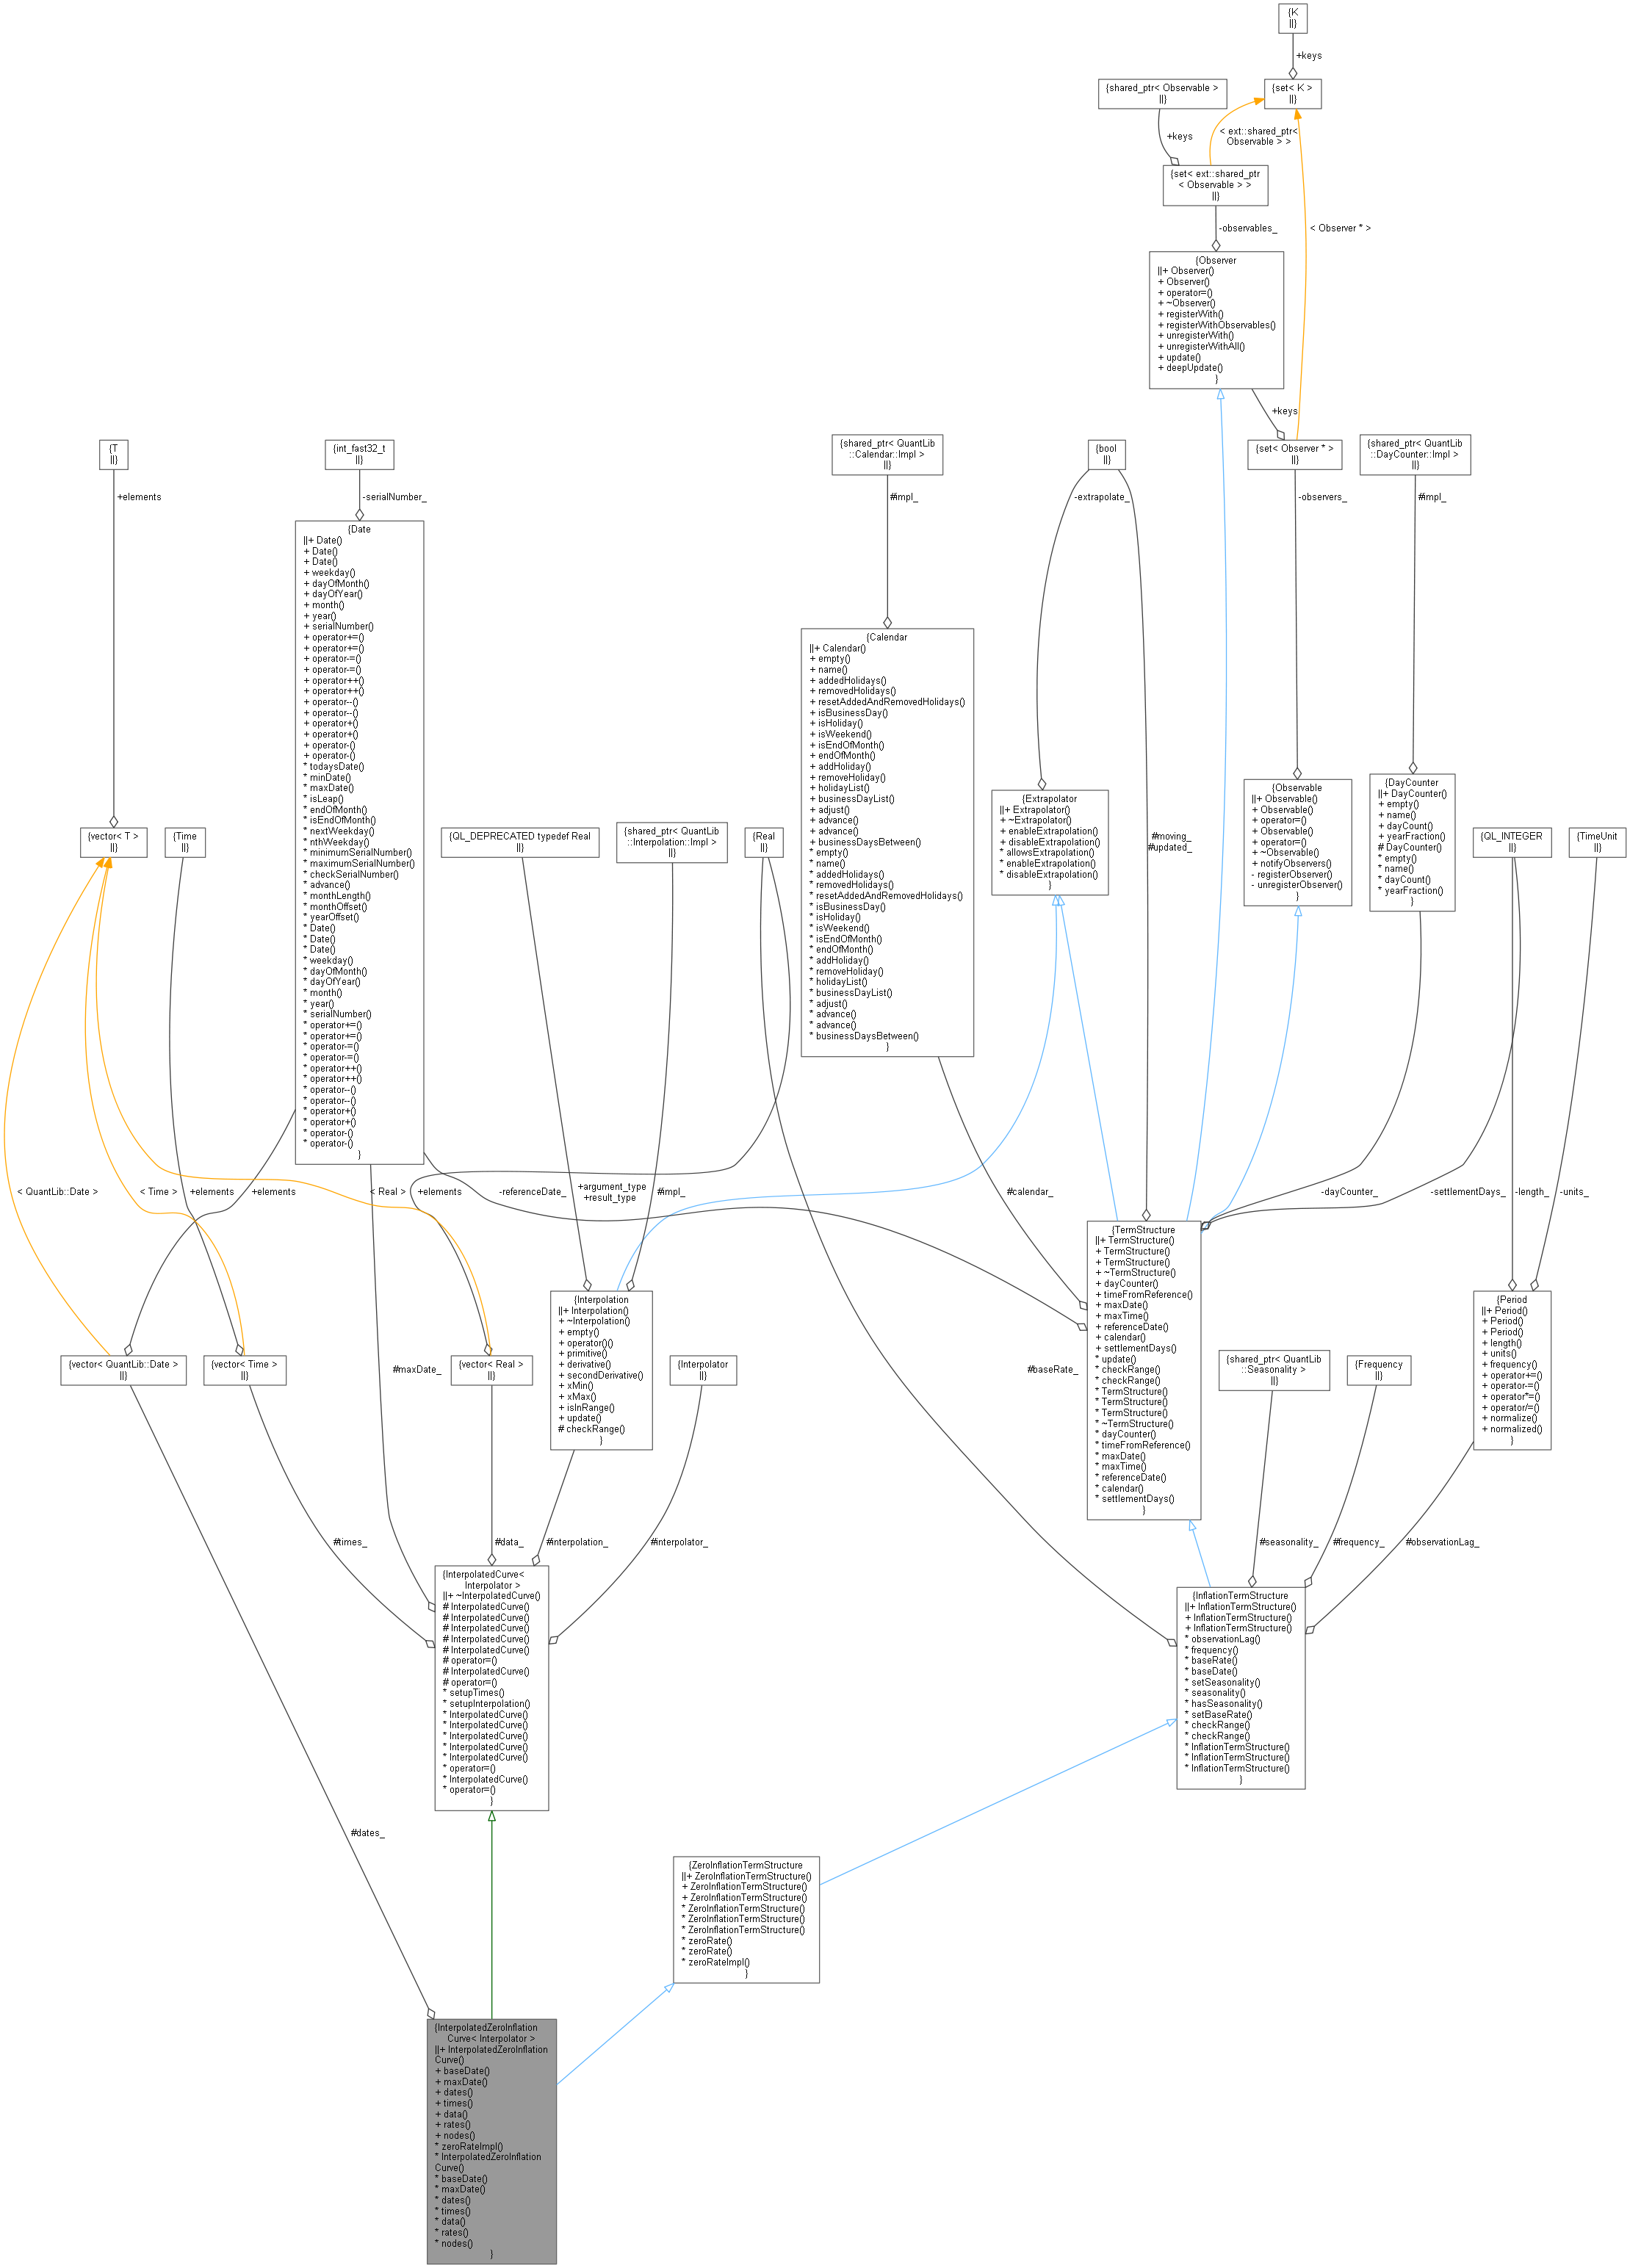 {K
||}
+keys
{shared_ptr< Observable >
||}
{set< K >
||}
+keys
< ext::shared_ptr<
Observable > >
{set< ext::shared_ptr
< Observable > >
||}
-observables_
< Observer * >
{Observer
||+ Observer()
+ Observer()
+ operator=()
+ ~Observer()
+ registerWith()
+ registerWithObservables()
+ unregisterWith()
+ unregisterWithAll()
+ update()
+ deepUpdate()
}
+keys
{T
||}
{int_fast32_t
||}
{shared_ptr< QuantLib
::Calendar::Impl >
||}
{bool
||}
{set< Observer * >
||}
{shared_ptr< QuantLib
::DayCounter::Impl >
||}
+elements
-serialNumber_
#impl_
-extrapolate_
-observers_
#impl_
{Date
||+ Date()
+ Date()
+ Date()
+ weekday()
+ dayOfMonth()
+ dayOfYear()
+ month()
+ year()
+ serialNumber()
+ operator+=()
+ operator+=()
+ operator-=()
+ operator-=()
+ operator++()
+ operator++()
+ operator--()
+ operator--()
+ operator+()
+ operator+()
+ operator-()
+ operator-()
* todaysDate()
* minDate()
* maxDate()
* isLeap()
* endOfMonth()
* isEndOfMonth()
* nextWeekday()
* nthWeekday()
* minimumSerialNumber()
* maximumSerialNumber()
* checkSerialNumber()
* advance()
* monthLength()
* monthOffset()
* yearOffset()
* Date()
* Date()
* Date()
* weekday()
* dayOfMonth()
* dayOfYear()
* month()
* year()
* serialNumber()
* operator+=()
* operator+=()
* operator-=()
* operator-=()
* operator++()
* operator++()
* operator--()
* operator--()
* operator+()
* operator+()
* operator-()
* operator-()
}
{Calendar
||+ Calendar()
+ empty()
+ name()
+ addedHolidays()
+ removedHolidays()
+ resetAddedAndRemovedHolidays()
+ isBusinessDay()
+ isHoliday()
+ isWeekend()
+ isEndOfMonth()
+ endOfMonth()
+ addHoliday()
+ removeHoliday()
+ holidayList()
+ businessDayList()
+ adjust()
+ advance()
+ advance()
+ businessDaysBetween()
* empty()
* name()
* addedHolidays()
* removedHolidays()
* resetAddedAndRemovedHolidays()
* isBusinessDay()
* isHoliday()
* isWeekend()
* isEndOfMonth()
* endOfMonth()
* addHoliday()
* removeHoliday()
* holidayList()
* businessDayList()
* adjust()
* advance()
* advance()
* businessDaysBetween()
}
{vector< T >
||}
{Time
||}
{QL_DEPRECATED typedef Real
||}
{shared_ptr< QuantLib
::Interpolation::Impl >
||}
{Real
||}
{Extrapolator
||+ Extrapolator()
+ ~Extrapolator()
+ enableExtrapolation()
+ disableExtrapolation()
* allowsExtrapolation()
* enableExtrapolation()
* disableExtrapolation()
}
#moving_
#updated_
{Observable
||+ Observable()
+ Observable()
+ operator=()
+ Observable()
+ operator=()
+ ~Observable()
+ notifyObservers()
- registerObserver()
- unregisterObserver()
}
{DayCounter
||+ DayCounter()
+ empty()
+ name()
+ dayCount()
+ yearFraction()
# DayCounter()
* empty()
* name()
* dayCount()
* yearFraction()
}
{QL_INTEGER
||}
{TimeUnit
||}
< QuantLib::Date >
< Time >
+elements
+elements
< Real >
+elements
-referenceDate_
+argument_type
+result_type
#impl_
#calendar_
-dayCounter_
-settlementDays_
-length_
-units_
{vector< QuantLib::Date >
||}
{vector< Time >
||}
#maxDate_
{vector< Real >
||}
{Interpolation
||+ Interpolation()
+ ~Interpolation()
+ empty()
+ operator()()
+ primitive()
+ derivative()
+ secondDerivative()
+ xMin()
+ xMax()
+ isInRange()
+ update()
# checkRange()
}
{Interpolator
||}
#baseRate_
{TermStructure
||+ TermStructure()
+ TermStructure()
+ TermStructure()
+ ~TermStructure()
+ dayCounter()
+ timeFromReference()
+ maxDate()
+ maxTime()
+ referenceDate()
+ calendar()
+ settlementDays()
* update()
* checkRange()
* checkRange()
* TermStructure()
* TermStructure()
* TermStructure()
* ~TermStructure()
* dayCounter()
* timeFromReference()
* maxDate()
* maxTime()
* referenceDate()
* calendar()
* settlementDays()
}
{shared_ptr< QuantLib
::Seasonality >
||}
{Frequency
||}
{Period
||+ Period()
+ Period()
+ Period()
+ length()
+ units()
+ frequency()
+ operator+=()
+ operator-=()
+ operator*=()
+ operator/=()
+ normalize()
+ normalized()
}
#times_
#data_
#interpolation_
#interpolator_
#seasonality_
#frequency_
#observationLag_
{InterpolatedCurve<
Interpolator >
||+ ~InterpolatedCurve()
# InterpolatedCurve()
# InterpolatedCurve()
# InterpolatedCurve()
# InterpolatedCurve()
# InterpolatedCurve()
# operator=()
# InterpolatedCurve()
# operator=()
* setupTimes()
* setupInterpolation()
* InterpolatedCurve()
* InterpolatedCurve()
* InterpolatedCurve()
* InterpolatedCurve()
* InterpolatedCurve()
* operator=()
* InterpolatedCurve()
* operator=()
}
{InflationTermStructure
||+ InflationTermStructure()
+ InflationTermStructure()
+ InflationTermStructure()
* observationLag()
* frequency()
* baseRate()
* baseDate()
* setSeasonality()
* seasonality()
* hasSeasonality()
* setBaseRate()
* checkRange()
* checkRange()
* InflationTermStructure()
* InflationTermStructure()
* InflationTermStructure()
}
#dates_
{ZeroInflationTermStructure
||+ ZeroInflationTermStructure()
+ ZeroInflationTermStructure()
+ ZeroInflationTermStructure()
* ZeroInflationTermStructure()
* ZeroInflationTermStructure()
* ZeroInflationTermStructure()
* zeroRate()
* zeroRate()
* zeroRateImpl()
}
{InterpolatedZeroInflation
Curve< Interpolator >
||+ InterpolatedZeroInflation
Curve()
+ baseDate()
+ maxDate()
+ dates()
+ times()
+ data()
+ rates()
+ nodes()
* zeroRateImpl()
* InterpolatedZeroInflation
Curve()
* baseDate()
* maxDate()
* dates()
* times()
* data()
* rates()
* nodes()
}